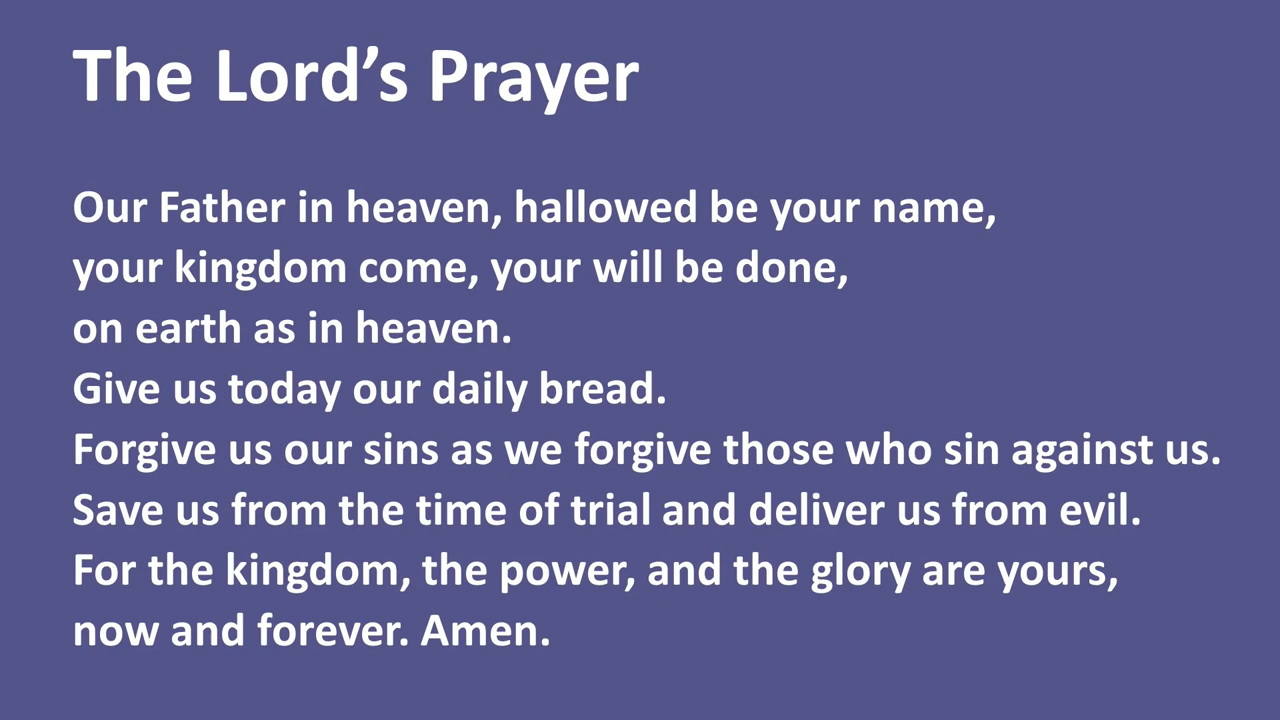 The Lord’s Prayer
Our Father in heaven, hallowed be your name,
your kingdom come, your will be done,
on earth as in heaven.
Give us today our daily bread.
Forgive us our sins as we forgive those who sin against us.
Save us from the time of trial and deliver us from evil.
For the kingdom, the power, and the glory are yours,
now and forever. Amen.